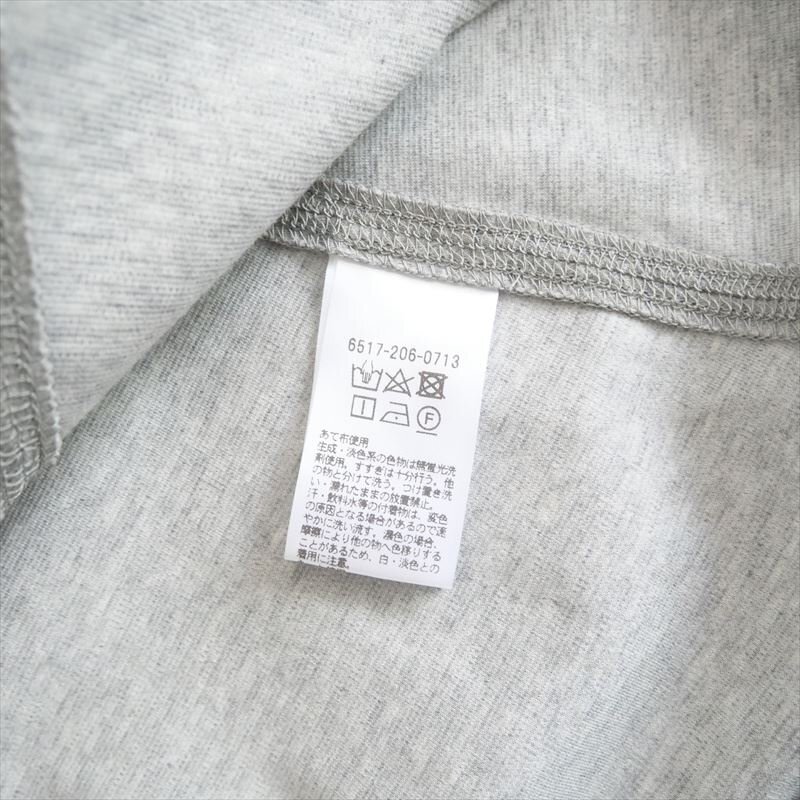 6517-206-0713
F
あて布使用
生成・淡色系の色物は無蛍光洗
剤使用。すすぎは十分行う。他
の物と分けて洗う。つけ置き洗
い・濡れたままの放置禁止。
汗・飲料水等の付着物は、変色
の原因となる場合があるので速
やかに洗い流す。濃色の場合、
摩擦により他の物へ色移りする
ことがあるため、白・淡色との
着用に注意。